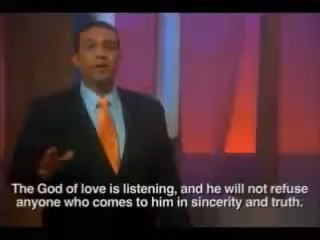 The God of love is listening, and he will not refuse
anyone who comes to him in sincerity and truth.